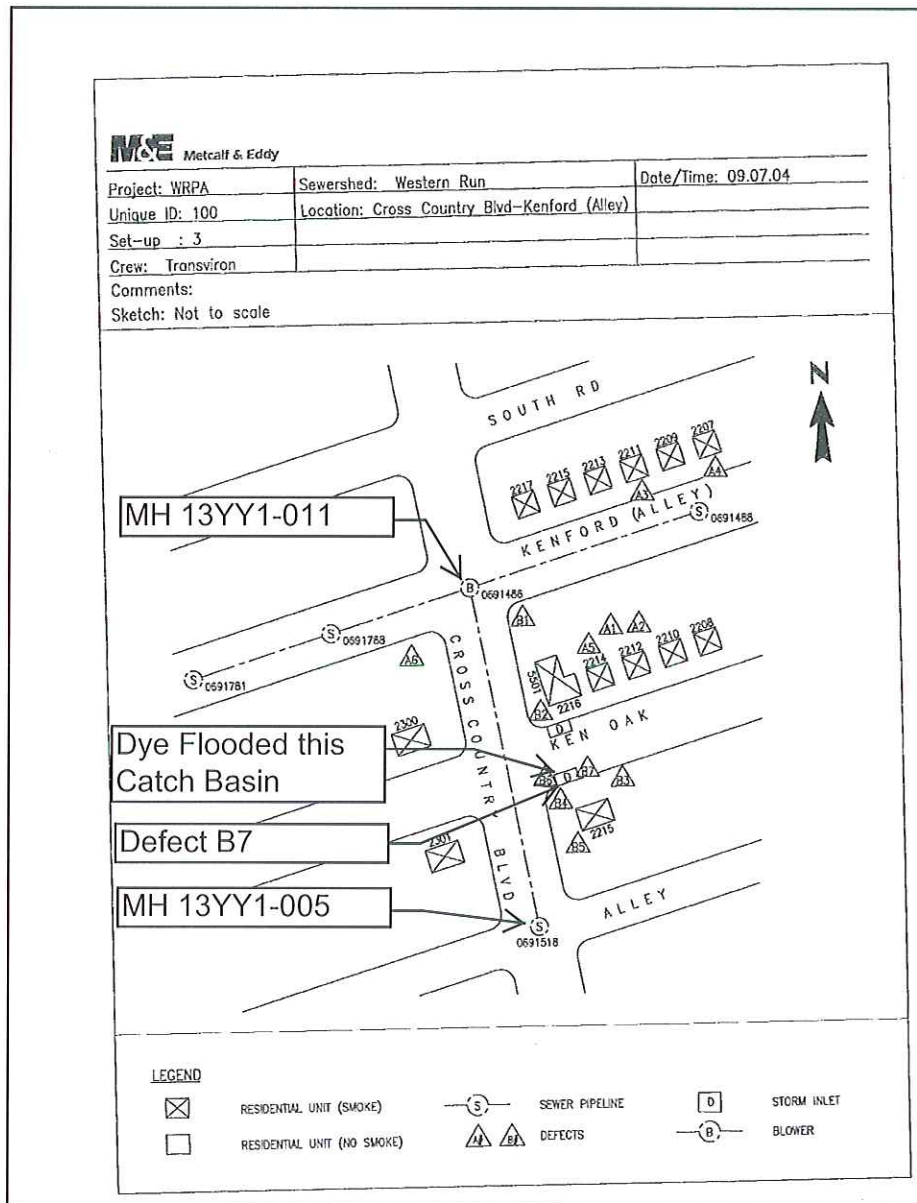 M&E Metcalf & Eddy
Project: WRPA
Sewershed: Western Run
Date/Time: 09.07.04
Unique ID: 100
Location: Cross Country Blvd-Kenford (Alley)
Set-up : 3
Crew: Transviron
Comments:
Sketch: Not to scale
N
SOUTH RD
2217
2215
2213
2211
2209
2207
A4
A3
MH 13YY1-011
KENFORD (ALLEY)
S
0691488
B
0691486
B1
S
0691788
S
0691781
A6
CROSS COUNTRY BLVD
A1
A2
A5
5501
2216
2214
2212
2210
2208
B2
D
KEN OAK
2300
Dye Flooded this
Catch Basin
B6
D
B7
B3
B4
Defect B7
2215
B5
2301
MH 13YY1-005
ALLEY
S
0691518
LEGEND
RESIDENTIAL UNIT (SMOKE)
S
SEWER PIPELINE
D
STORM INLET
RESIDENTIAL UNIT (NO SMOKE)
DEFECTS
B
BLOWER